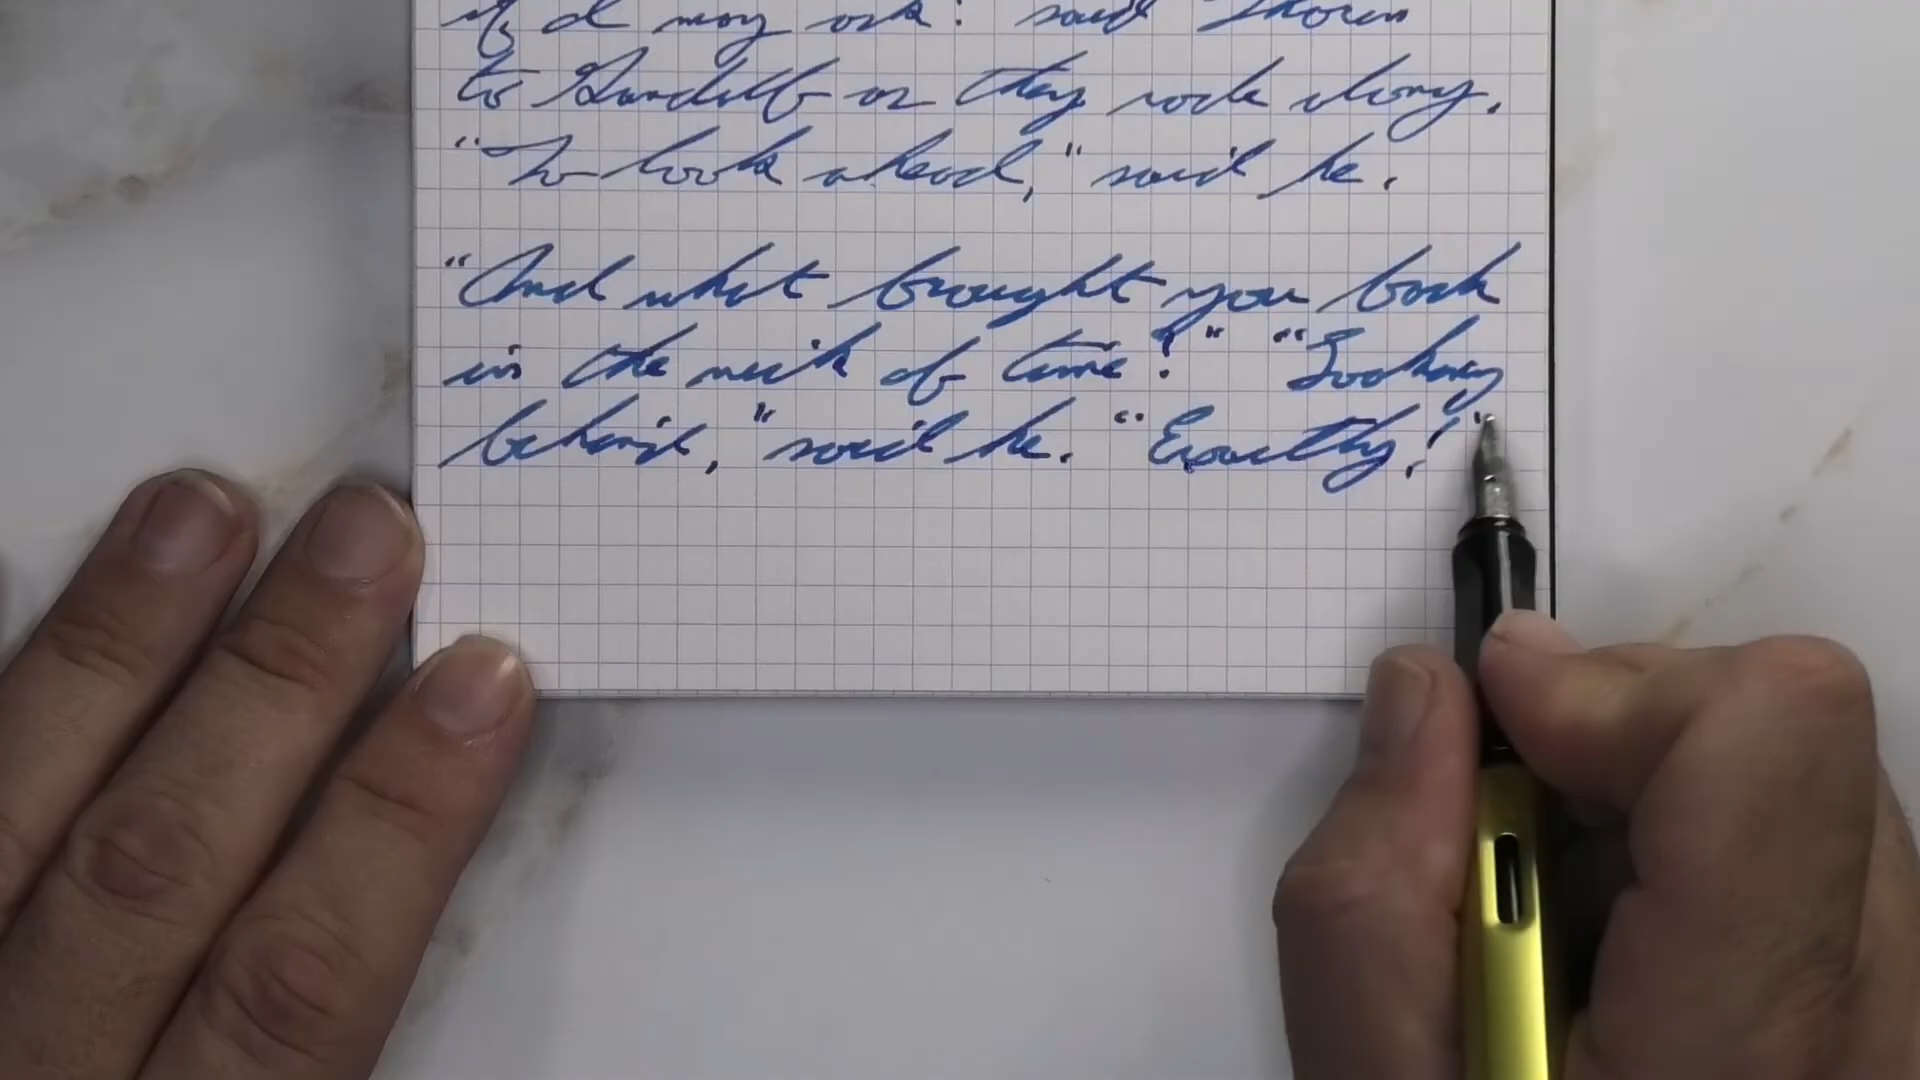 if I may ask?" said Thorin
to Gandalf as they rode along.
"To look ahead," said he.
"And what brought you back
in the nick of time?" "Looking
behind," said he. "Exactly!"